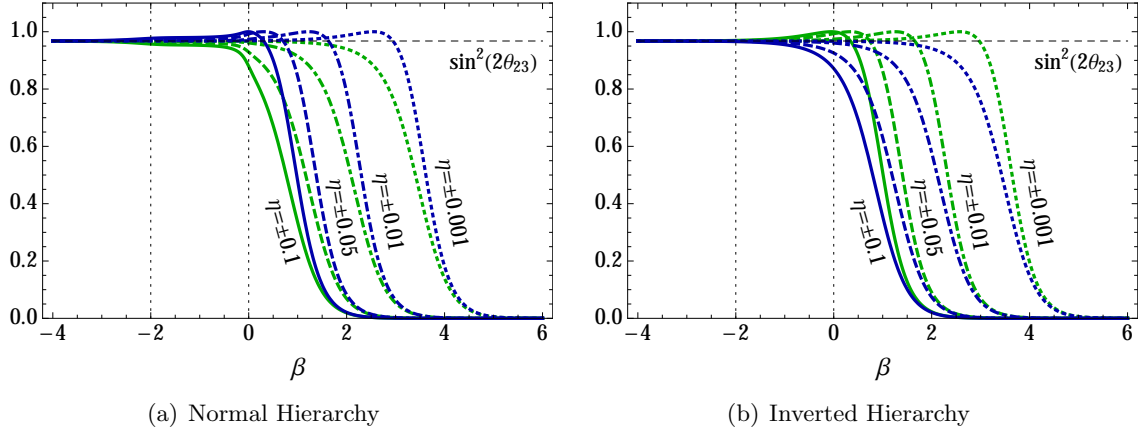 1.0
0.8
0.6
0.4
0.2
0.0
−4 −2 0 2 4 6
β
sin²(2θ₂₃)
η=±0.1
η=±0.05
η=±0.01
η=±0.001
(a) Normal Hierarchy
1.0
0.8
0.6
0.4
0.2
0.0
−4 −2 0 2 4 6
β
sin²(2θ₂₃)
η=±0.1
η=±0.05
η=±0.01
η=±0.001
(b) Inverted Hierarchy